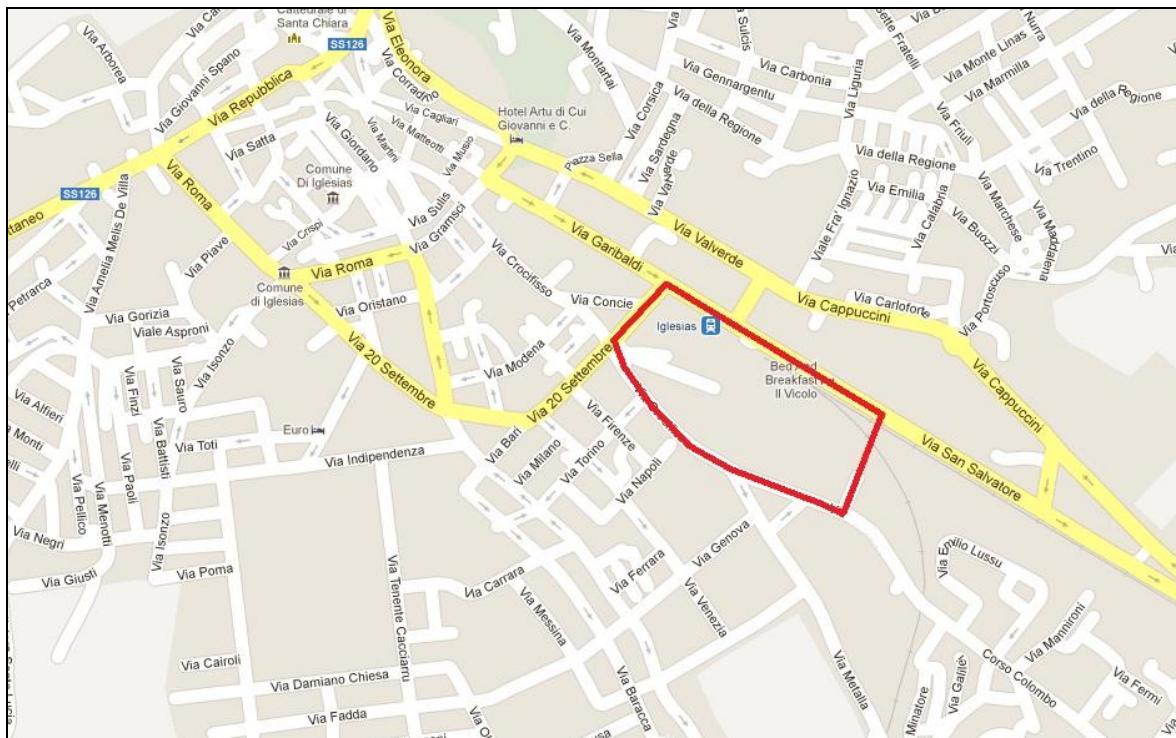 Cattedrale di
Santa Chiara
SS126
Via Arborea
Via Giovanni Spano
Via Repubblica
Via Eleonora
Via Corradino
Via Cagliari
Via Matteotti
Via Martini
Via Musio
Via Giordano
Via Satta
Hotel Artu di Cui
Giovanni e C.
Piazza Sella
Via Montartai
Via Corsica
Via Sulcis
Via Gennargentu
Via Carbonia
Via della Regione
Via Sardegna
Via Valverde
Via Liguria
Sette Fratelli
Via Monte Linas
Via Marmilla
Nurra
Via della Regione
Via Friuli
Via Trentino
Via della Regione
Via Emilia
Via Calabria
Viale Fra' Ignazio
Via Marchese
Via Buozzi
Via Maddalena
Via Portoscuso
SS126
Via Roma
Via Amelia Melis De Villa
Comune
Di Iglesias
Via Sulis
Via Gramsci
Via Crispi
Via Piave
Via Roma
Comune
di Iglesias
Via Oristano
Via Crocifisso
Via Garibaldi
Via Valverde
Via Concie
Via Cappuccini
Via Carloforte
Iglesias
Petrarca
Via Gorizia
Viale Asproni
Via Isonzo
Via Sauro
Via Finzi
Via Alfieri
Via Monti
Via 20 Settembre
Via Modena
Via 20 Settembre
Bed And
Breakfast
Il Vicolo
Via Cappuccini
Via San Salvatore
Via Battisti
Via Toti
Via Paoli
Via Pellico
Via Menotti
Via Negri
Via Isonzo
Via Giusti
Via Poma
Euro
Via Indipendenza
Via Bari
Via Milano
Via Firenze
Via Torino
Via Napoli
Via Genova
Via Carrara
Via Ferrara
Via Venezia
Via Messina
Via Tenente Cacciarru
Via Cairoli
Via Damiano Chiesa
Via Fadda
Via Baracca
Via Metalla
Lussu
Via Mannironi
Corso Colombo
Via Fermi
Minatore